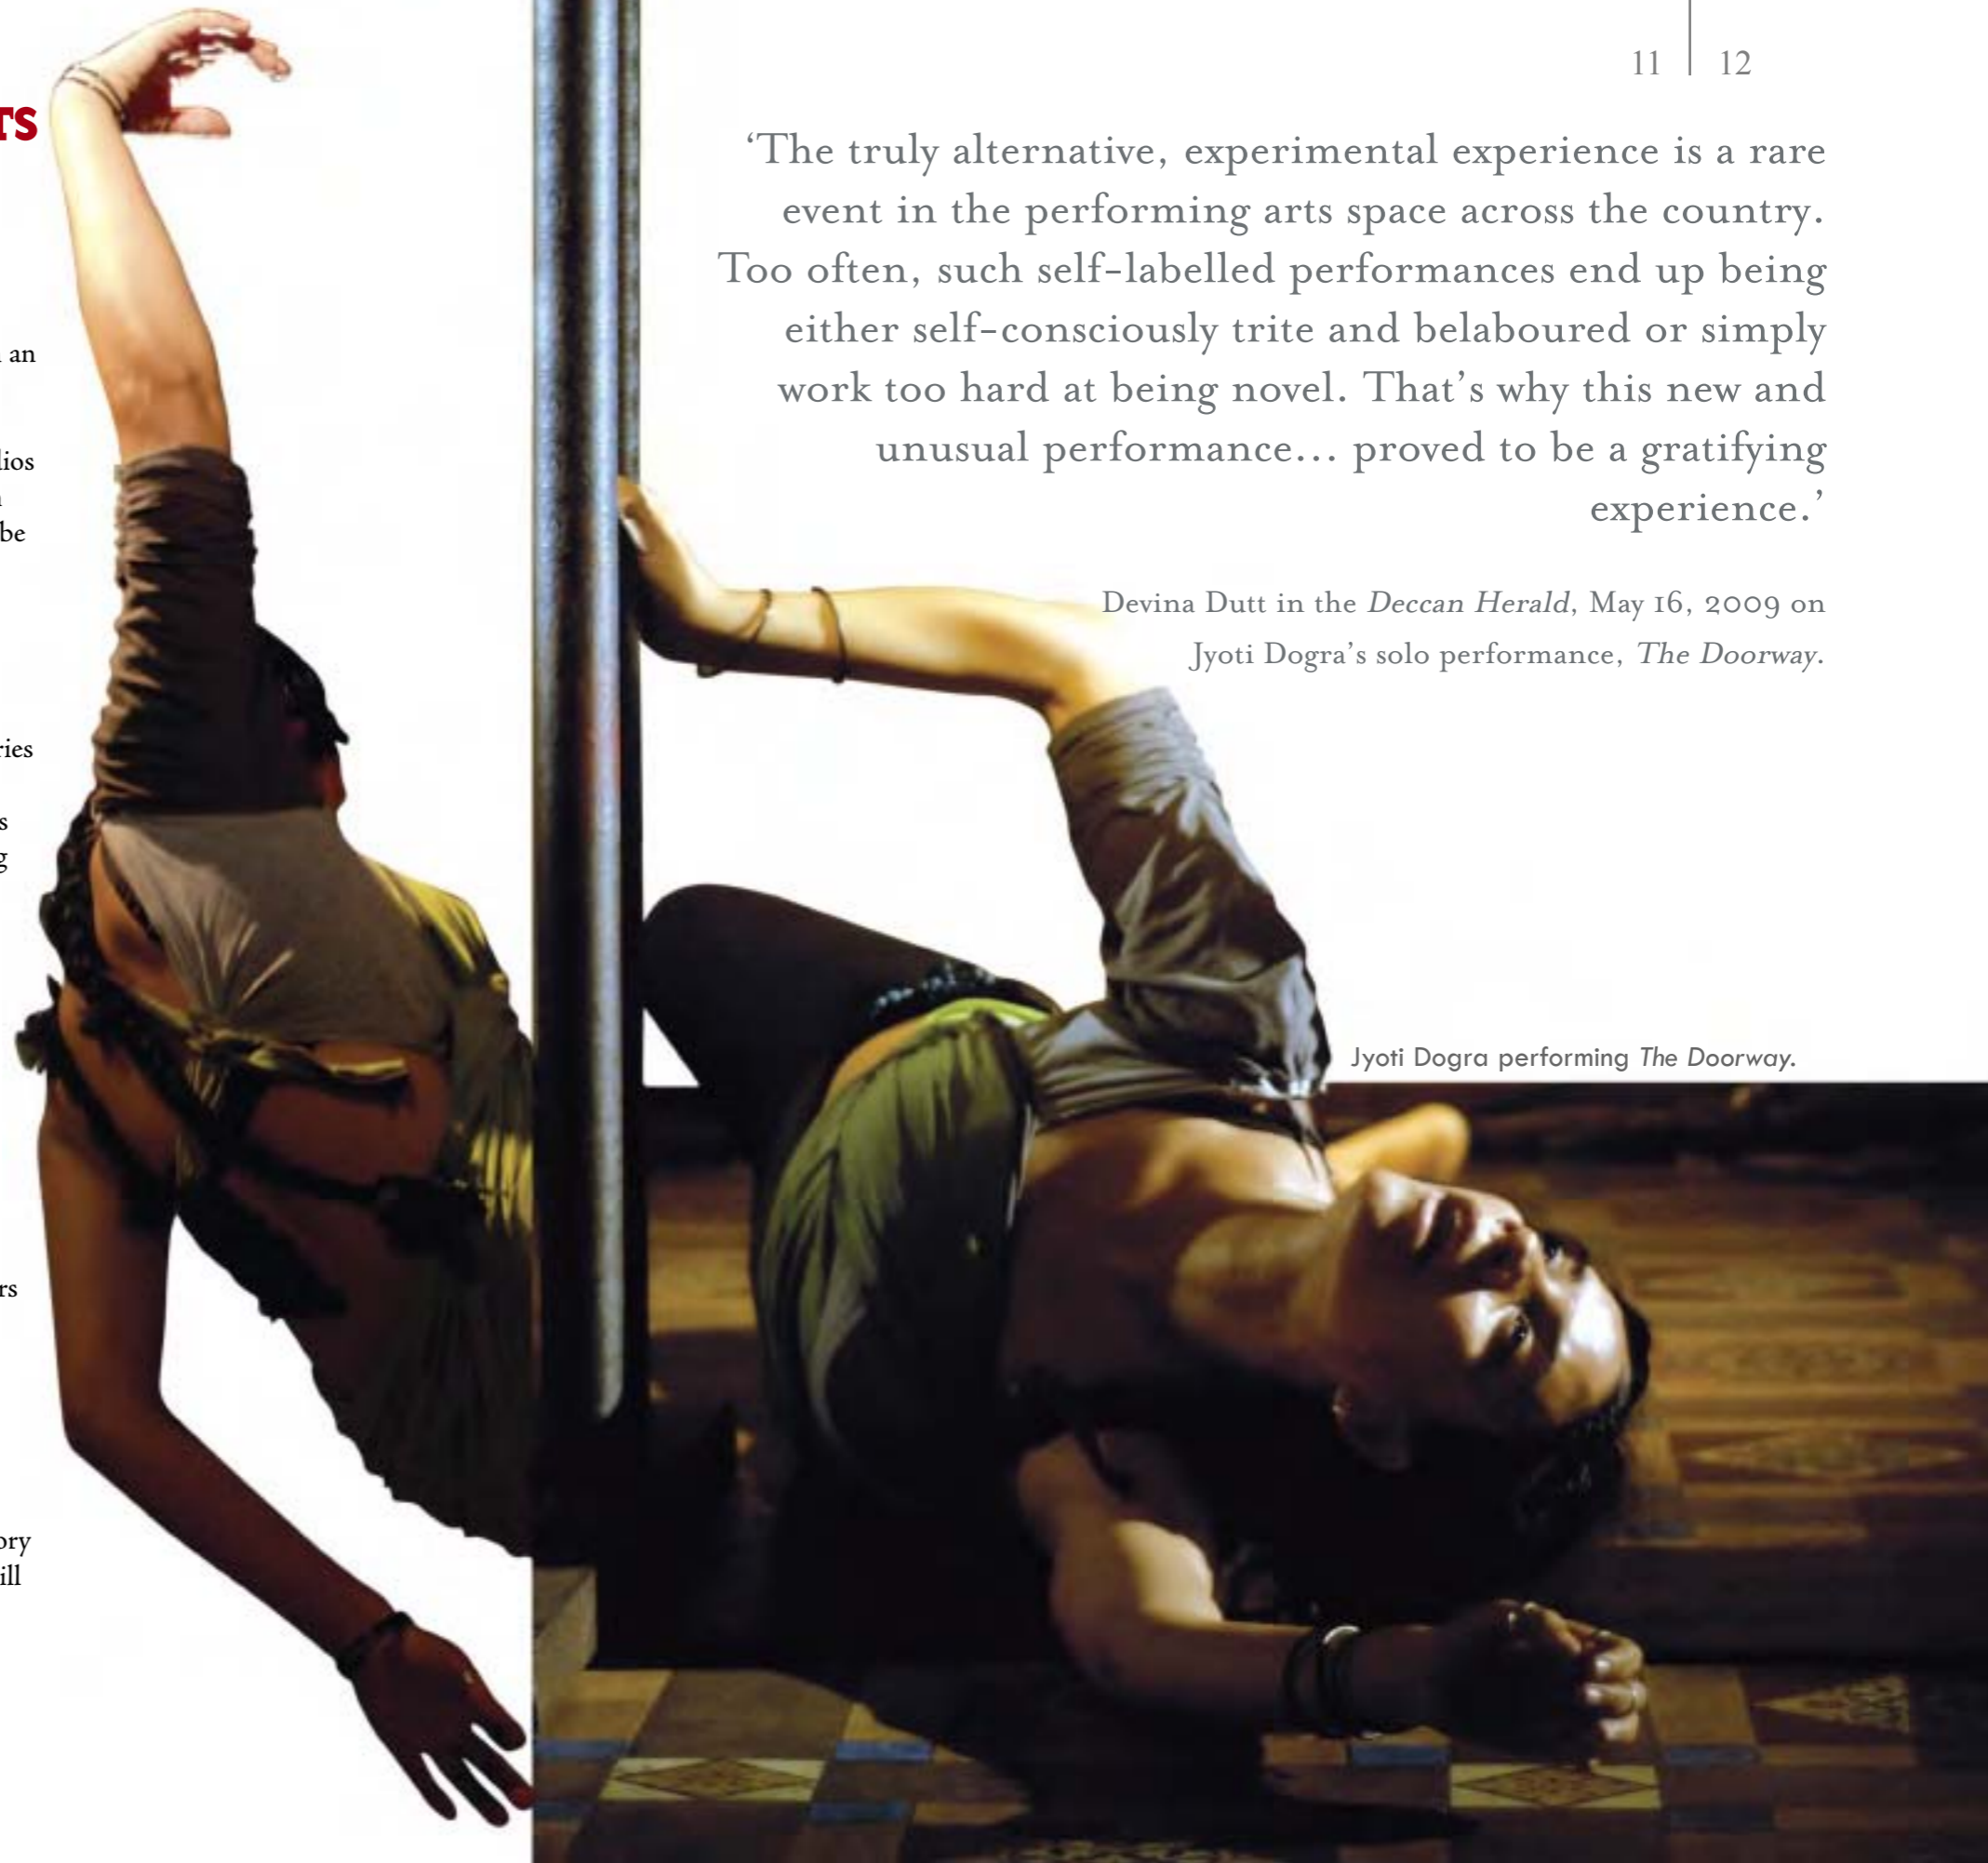 11 12
TS
an
be
‘The truly alternative, experimental experience is a rare
event in the performing arts space across the country.
Too often, such self-labelled performances end up being
either self-consciously trite and belaboured or simply
work too hard at being novel. That’s why this new and
unusual performance... proved to be a gratifying
experience.’
Devina Dutt in the Deccan Herald, May 16, 2009 on
Jyoti Dogra’s solo performance, The Doorway.
Jyoti Dogra performing The Doorway.